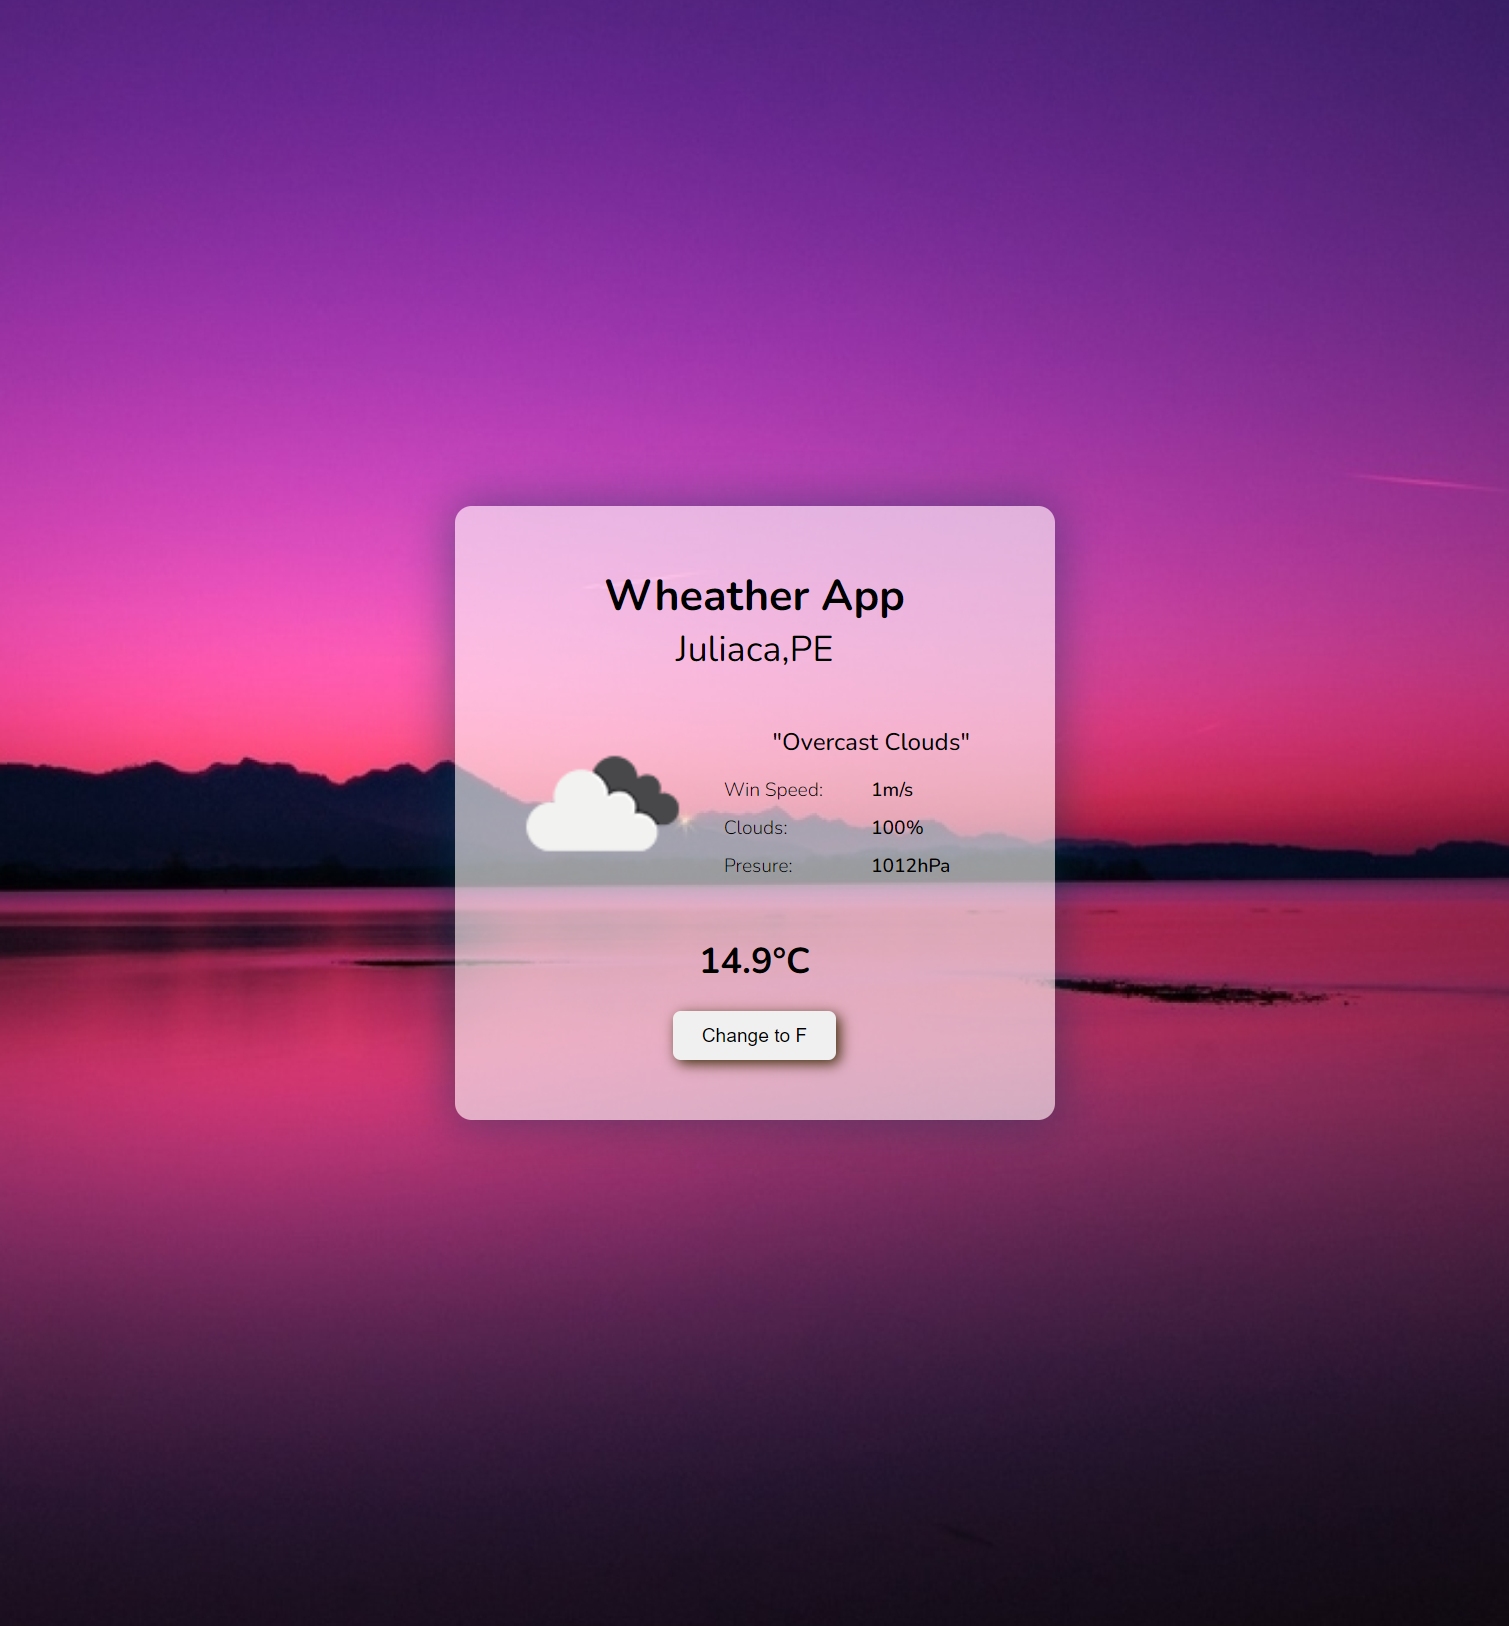 Wheather App
Juliaca,PE
"Overcast Clouds"
Win Speed: 1m/s
Clouds: 100%
Presure: 1012hPa
14.9°C
Change to F